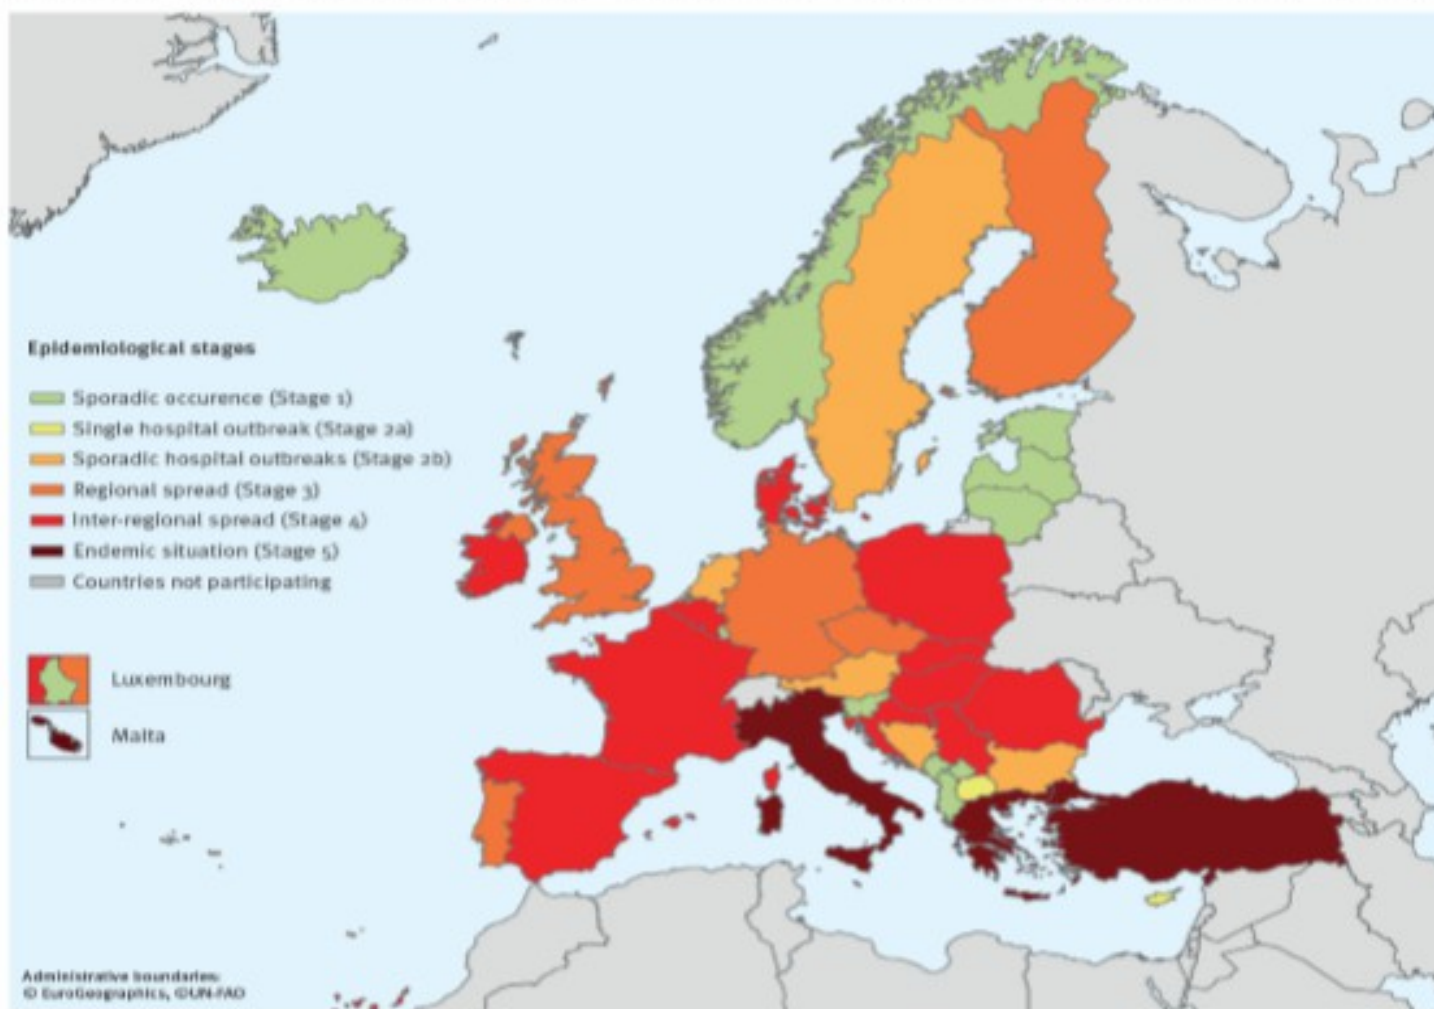 Epidemiological stages
Sporadic occurence (Stage 1)
Single hospital outbreak (Stage 2a)
Sporadic hospital outbreaks (Stage 2b)
Regional spread (Stage 3)
Inter-regional spread (Stage 4)
Endemic situation (Stage 5)
Countries not participating
Luxembourg
Malta
Administrative boundaries:
© EuroGeographics, ©UN-FAO